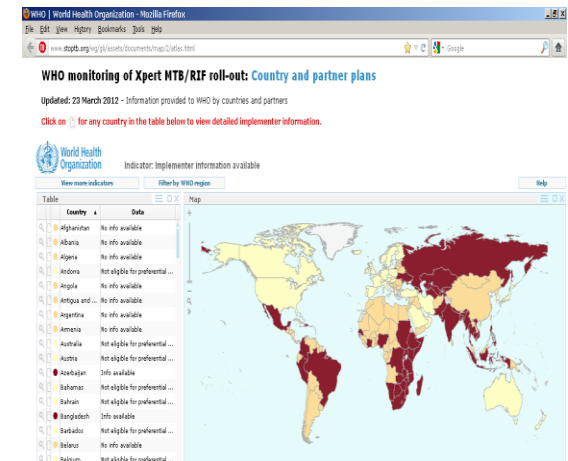 WHO | World Health Organization - Mozilla Firefox
File Edit View History Bookmarks Tools Help
www.stoptb.org/wg/gli/assets/documents/map/2/atlas.html
Google
WHO monitoring of Xpert MTB/RIF roll-out: Country and partner plans
Updated: 23 March 2012 - Information provided to WHO by countries and partners
Click on for any country in the table below to view detailed implementer information.
World Health
Organization
Indicator: Implementer information available
View more indicators Filter by WHO region Help
Table Map
Country Data
Afghanistan No info available
Albania No info available
Algeria No info available
Andorra Not eligible for preferential ...
Angola No info available
Antigua and ... No info available
Argentina No info available
Armenia No info available
Australia Not eligible for preferential ...
Austria Not eligible for preferential ...
Azerbaijan Info available
Bahamas Not eligible for preferential ...
Bahrain Not eligible for preferential ...
Bangladesh Info available
Barbados Not eligible for preferential ...
Belarus No info available
Belgium Not eligible for preferential ...